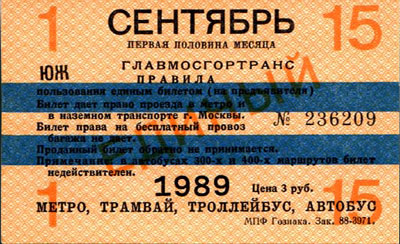 1 СЕНТЯБРЬ 15
ПЕРВАЯ ПОЛОВИНА МЕСЯЦА
ЮЖ ГЛАВМОСГОРТРАНС
ПРАВИЛА
пользования единым билетом (на предъявителя)
Билет дает право проезда в метро и
в наземном транспорте г. Москвы.
Билет права на бесплатный провоз
багажа не дает.
№ 236209
Проданный билет обратно не принимается.
Примечание: в автобусах 300-х и 400-х маршрутов билет
недействителен.
ЕДИНЫЙ
1 1989 Цена 3 руб. 15
МЕТРО, ТРАМВАЙ, ТРОЛЛЕЙБУС, АВТОБУС
МПФ Гознака. Зак. 88-3971.